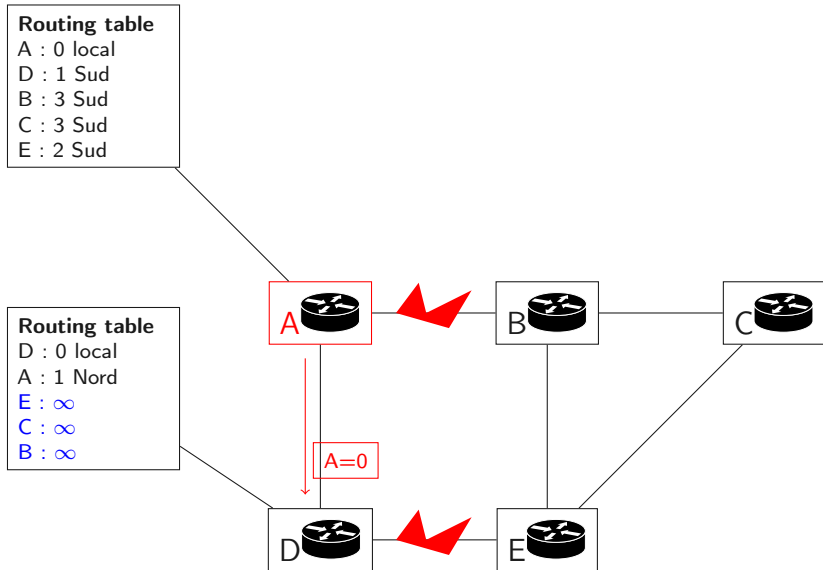 Routing table
A : 0 local
D : 1 Sud
B : 3 Sud
C : 3 Sud
E : 2 Sud
A
B
C
Routing table
D : 0 local
A : 1 Nord
E : ∞
C : ∞
B : ∞
A=0
D
E